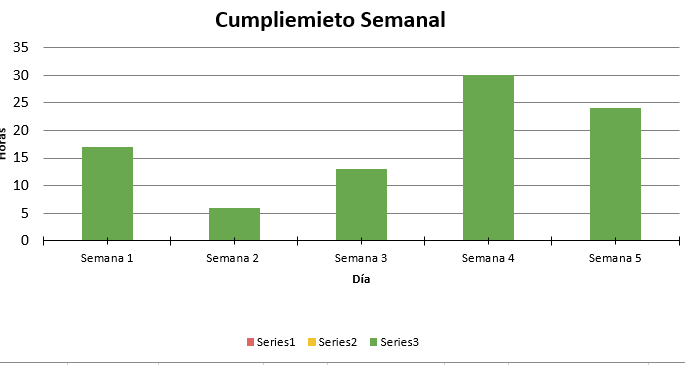 Cumpliemieto Semanal
35
30
25
20
15
10
5
0
Horas
Semana 1 Semana 2 Semana 3 Semana 4 Semana 5
Día
Series1 Series2 Series3